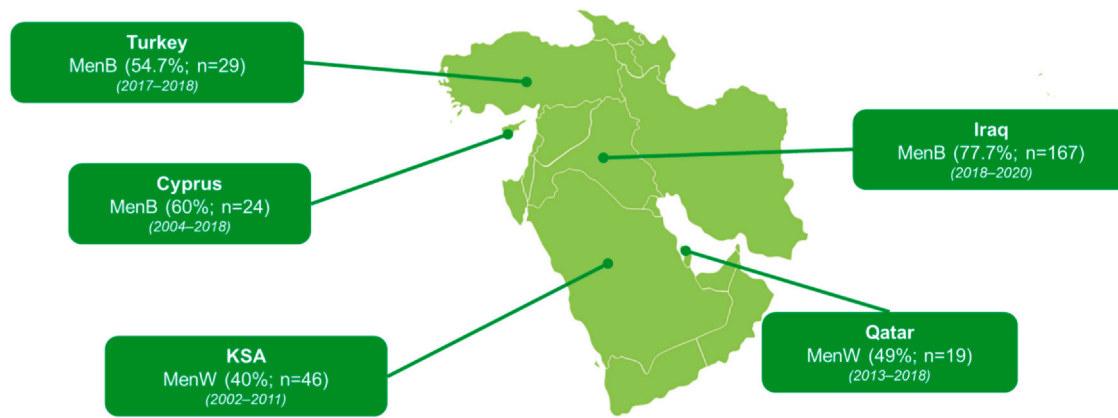 Turkey
MenB (54.7%; n=29)
(2017–2018)
Iraq
MenB (77.7%; n=167)
(2018–2020)
Cyprus
MenB (60%; n=24)
(2004–2018)
Qatar
MenW (49%; n=19)
(2013–2018)
KSA
MenW (40%; n=46)
(2002–2011)